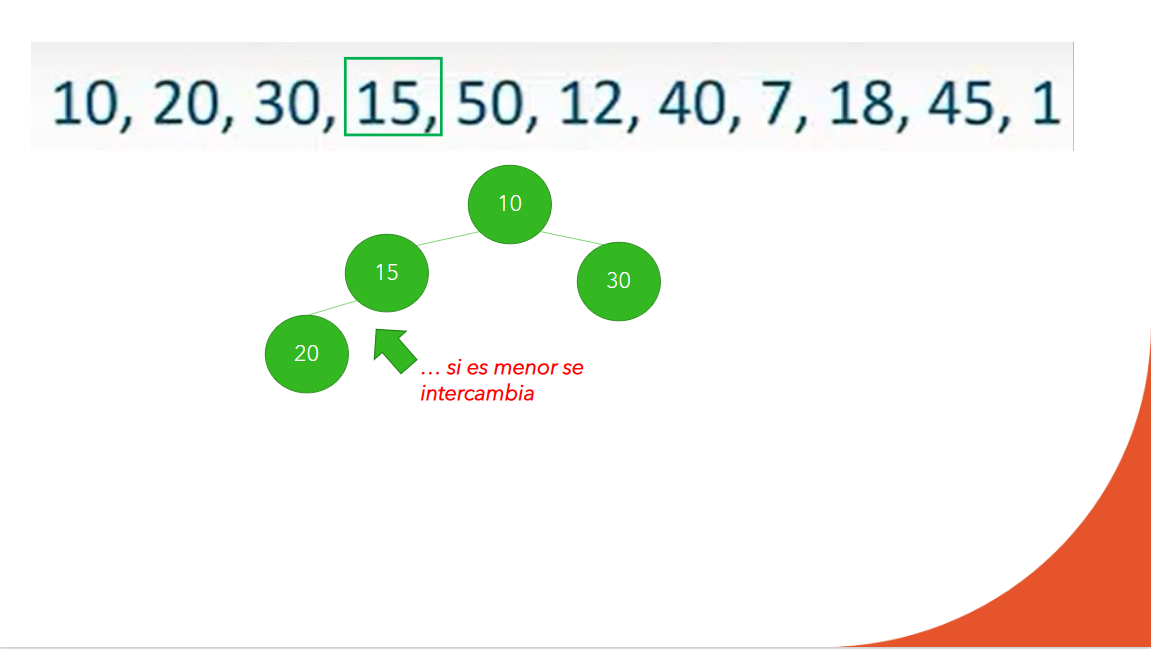 10, 20, 30, 15, 50, 12, 40, 7, 18, 45, 1
10
15
30
20
... si es menor se
intercambia